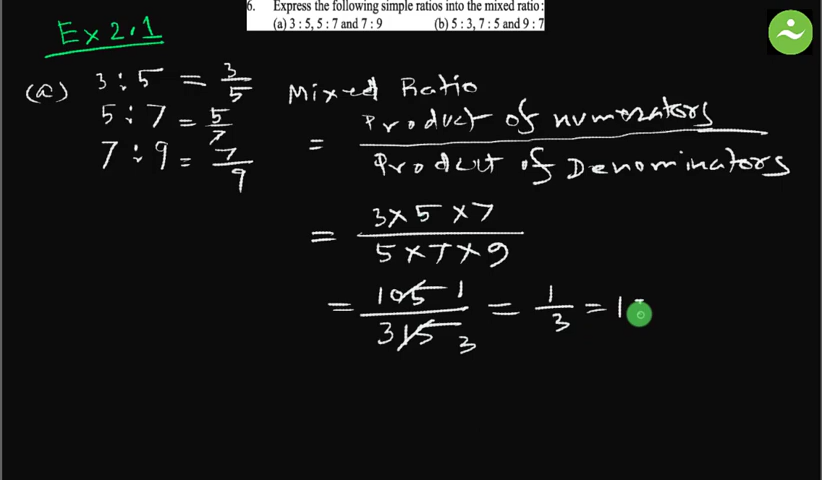 6. Express the following simple ratios into the mixed ratio:
(a) 3 : 5, 5 : 7 and 7 : 9 (b) 5 : 3, 7 : 5 and 9 : 7
Ex 2.1
(a) 3 : 5 = 3/5
5 : 7 = 5/7
7 : 9 = 7/9
Mixed Ratio
= Product of numerators / Product of Denominators
= 3 × 5 × 7 / 5 × 7 × 9
= 105 1 / 315 3 = 1/3 = 1: